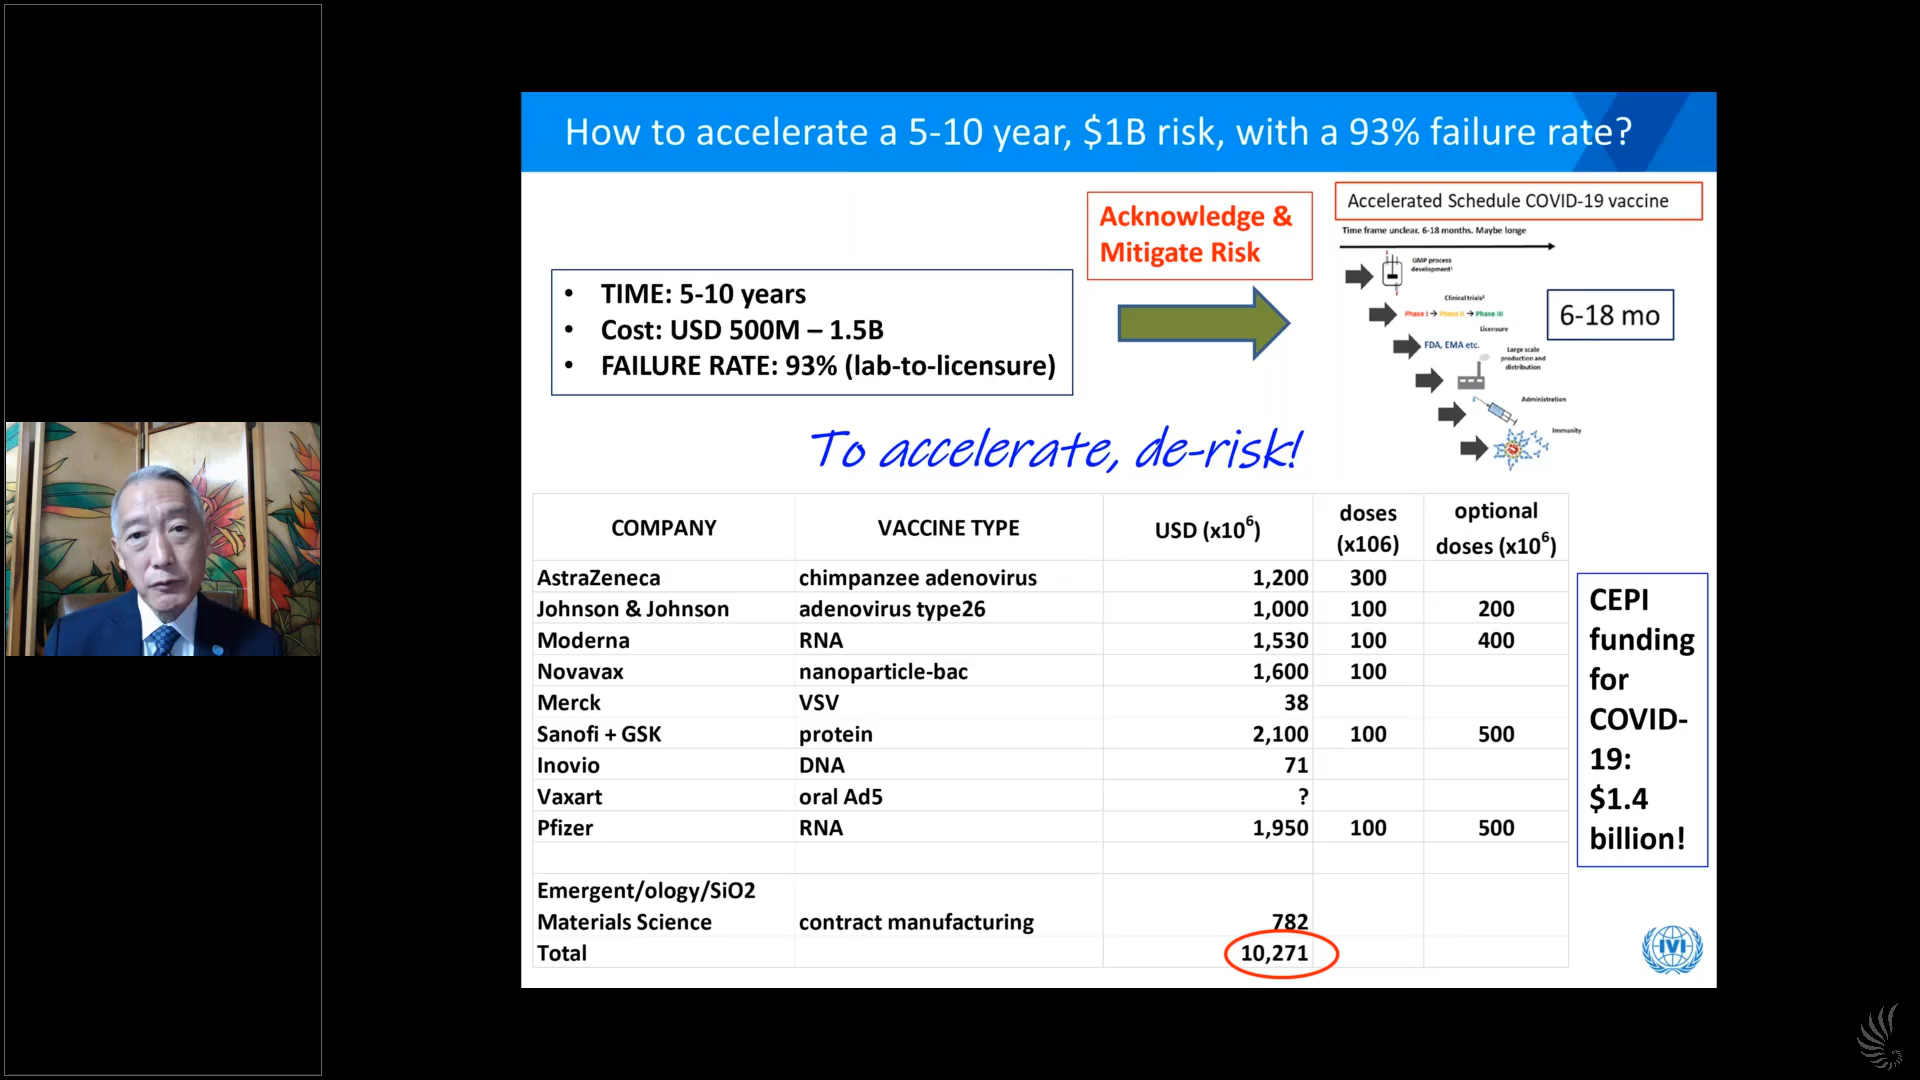 How to accelerate a 5-10 year, $1B risk, with a 93% failure rate?
Acknowledge &
Mitigate Risk
Accelerated Schedule COVID-19 vaccine
Time frame unclear. 6-18 months. Maybe longe
GMP process
development¹
Clinical trials²
Phase I → Phase II → Phase III
Licensure
FDA, EMA etc.
Large scale
production and
distribution
Administration
Immunity
6-18 mo
• TIME: 5-10 years
• Cost: USD 500M – 1.5B
• FAILURE RATE: 93% (lab-to-licensure)
To accelerate, de-risk!
COMPANY VACCINE TYPE USD (x10⁶) doses (x106) optional doses (x10⁶)
AstraZeneca chimpanzee adenovirus 1,200 300
Johnson & Johnson adenovirus type26 1,000 100 200
Moderna RNA 1,530 100 400
Novavax nanoparticle-bac 1,600 100
Merck VSV 38
Sanofi + GSK protein 2,100 100 500
Inovio DNA 71
Vaxart oral Ad5 ?
Pfizer RNA 1,950 100 500
Emergent/ology/SiO2
Materials Science contract manufacturing 782
Total 10,271
CEPI
funding
for
COVID-
19:
$1.4
billion!
IVI